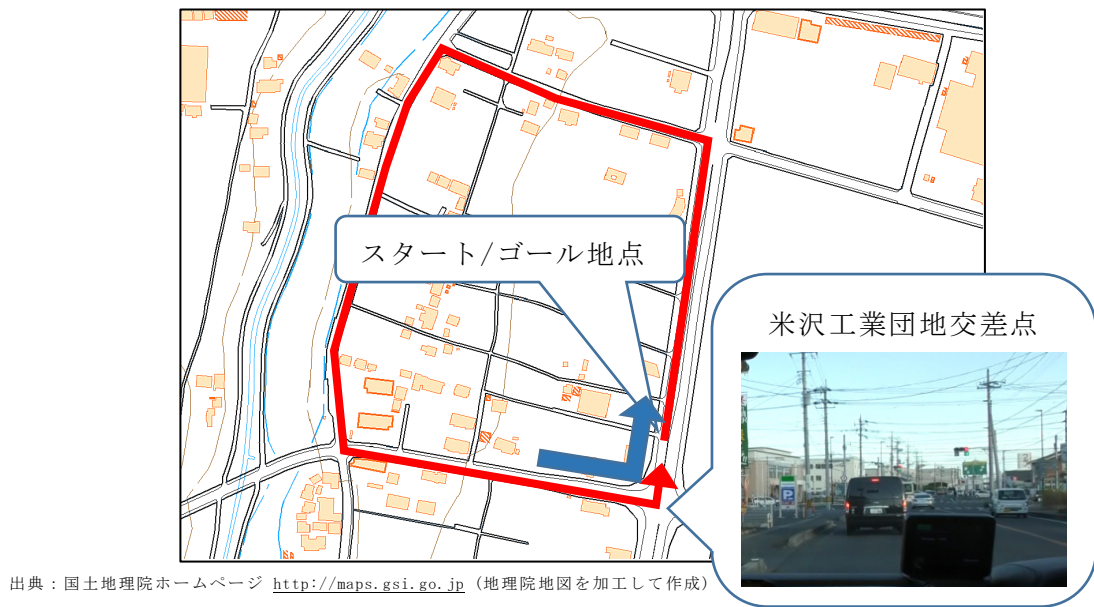 スタート/ゴール地点
米沢工業団地交差点
P
出典：国土地理院ホームページ http://maps.gsi.go.jp (地理院地図を加工して作成)